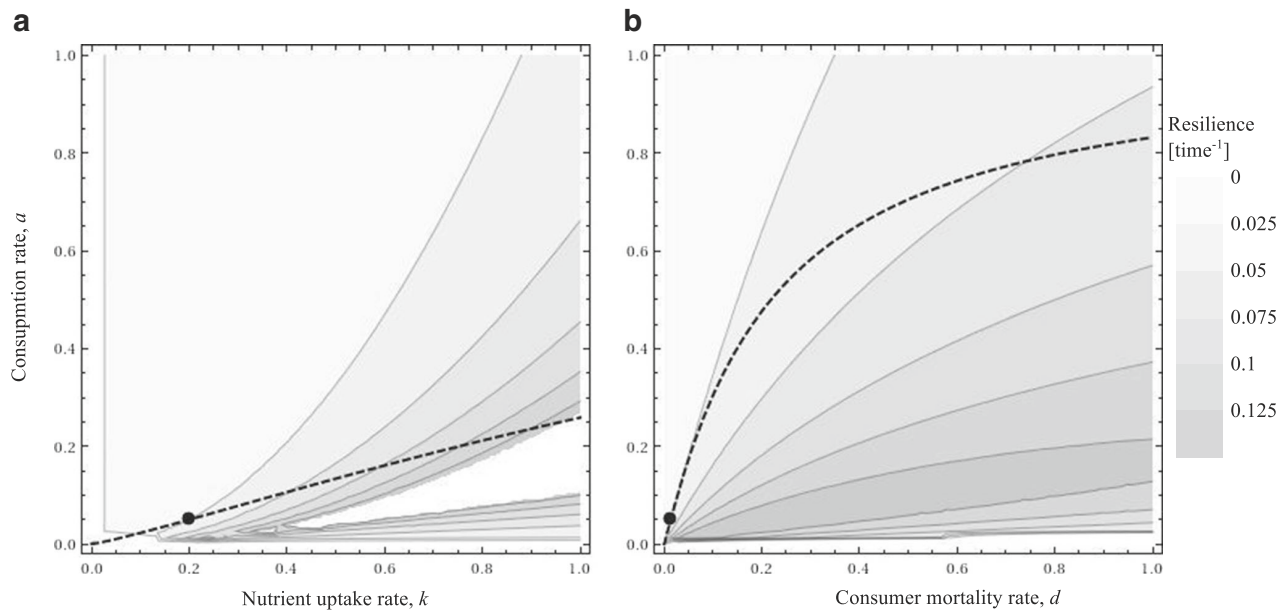 a
b
1.0
0.8
0.6
0.4
0.2
0.0
Consupmtion rate, a
0.0 0.2 0.4 0.6 0.8 1.0
Nutrient uptake rate, k
1.0
0.8
0.6
0.4
0.2
0.0
0.0 0.2 0.4 0.6 0.8 1.0
Consumer mortality rate, d
Resilience
[time-1]
0
0.025
0.05
0.075
0.1
0.125